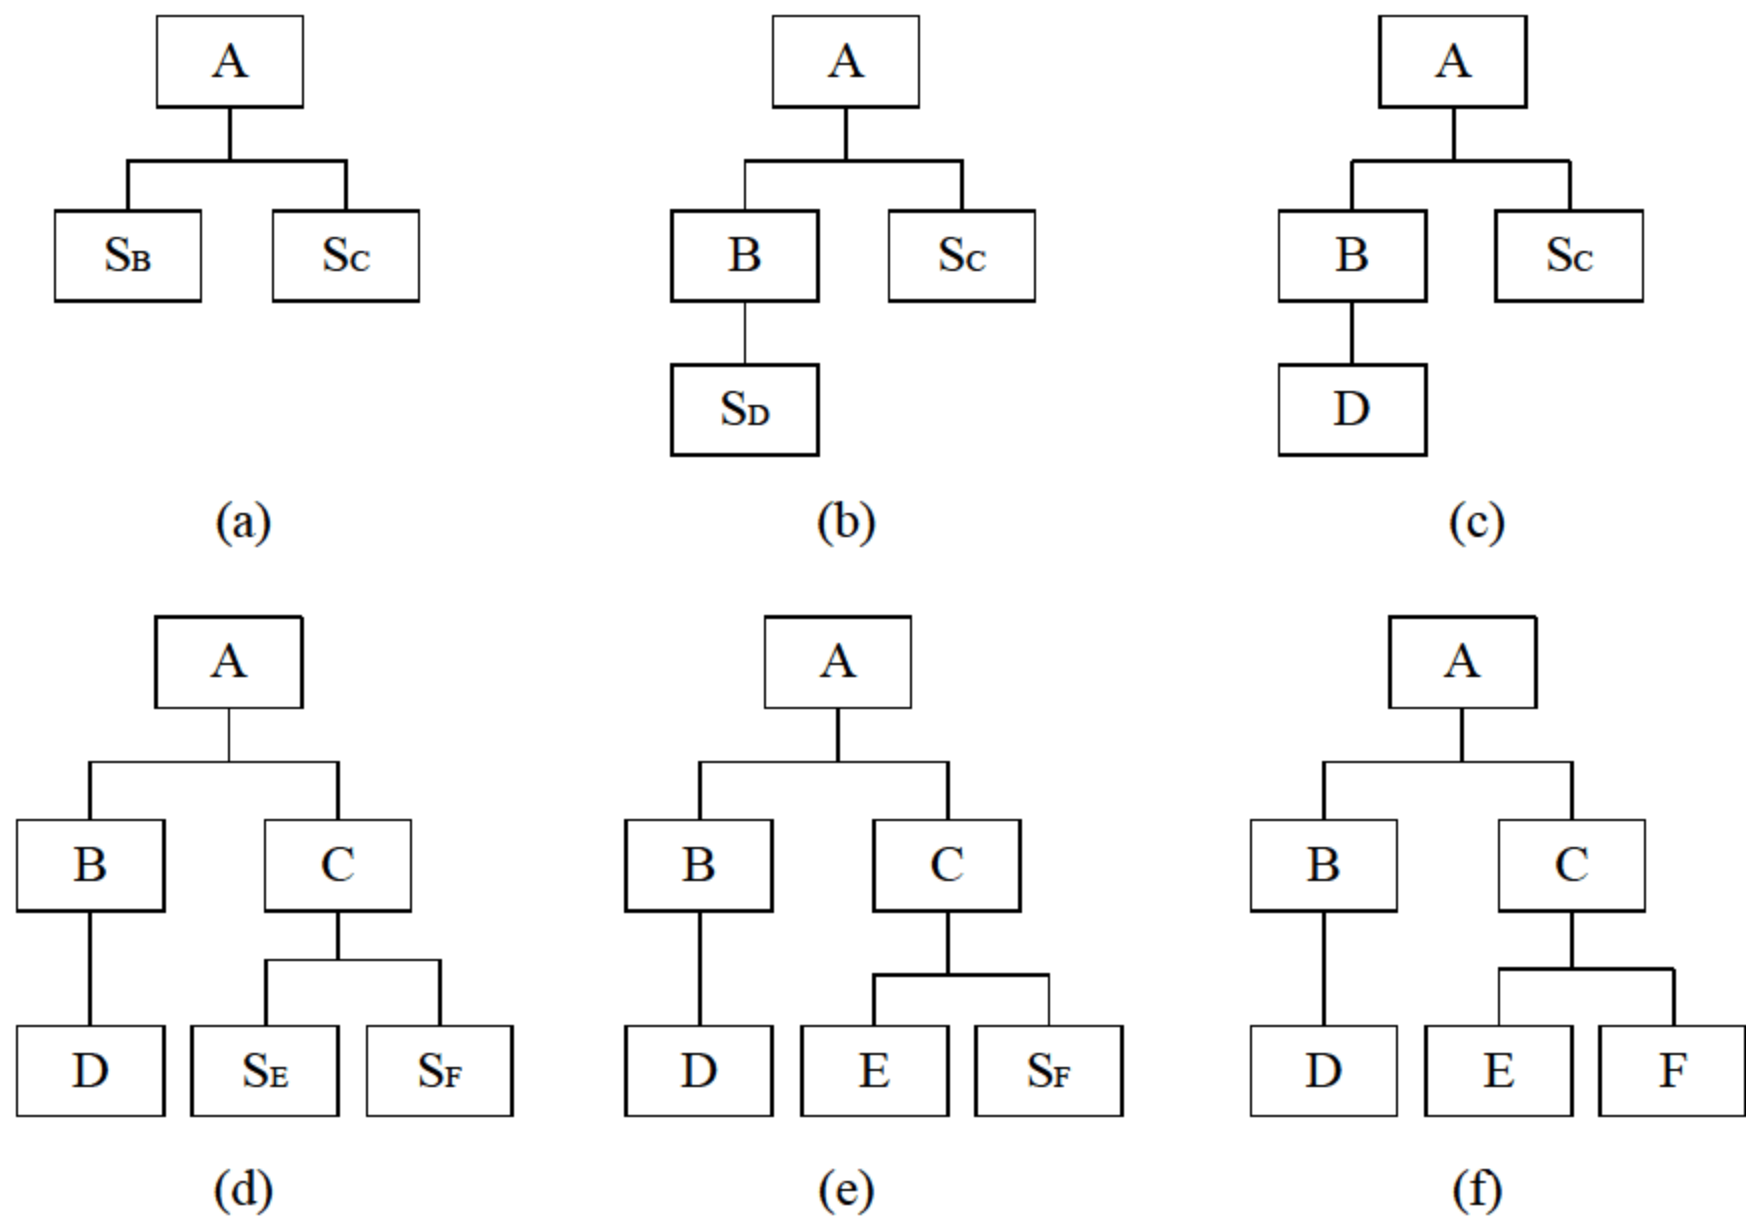 A A A
SB SC B SC B SC
SD D
(a) (b) (c)
A A A
B C B C B C
D SE SF D E SF D E F
(d) (e) (f)